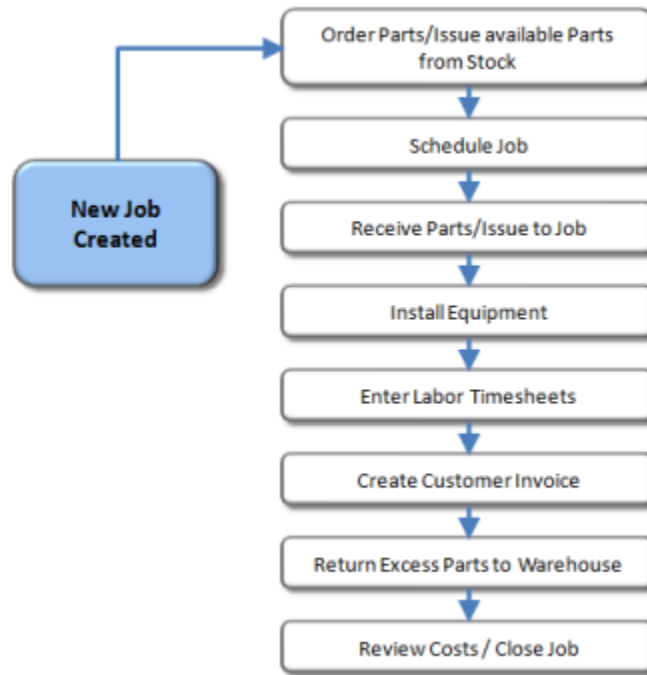 New Job
Created
Order Parts/Issue available Parts
from Stock
Schedule Job
Receive Parts/Issue to Job
Install Equipment
Enter Labor Timesheets
Create Customer Invoice
Return Excess Parts to Warehouse
Review Costs / Close Job